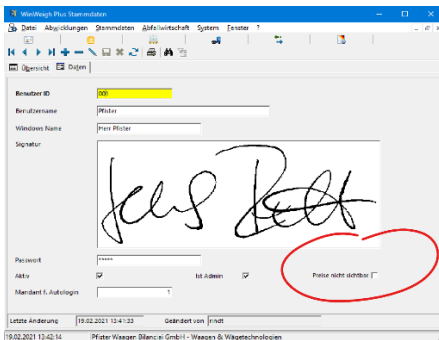 WinWeigh Plus Stammdaten
Datei Abwicklungen Stammdaten Abfallwirtschaft System Fenster ?
Übersicht Daten
Benutzer ID 001
Benutzername Pfister
Windows Name Herr Pfister
Signatur
Passwort *****
Aktiv Ist Admin Preise nicht sichtbar
Mandant f. Autologin 1
Letzte Änderung 19.02.2021 13:41:33 Geändert von rindt
19.02.2021 13:42:14 Pfister Waagen Bilanciai GmbH - Waagen & Wägetechnologien